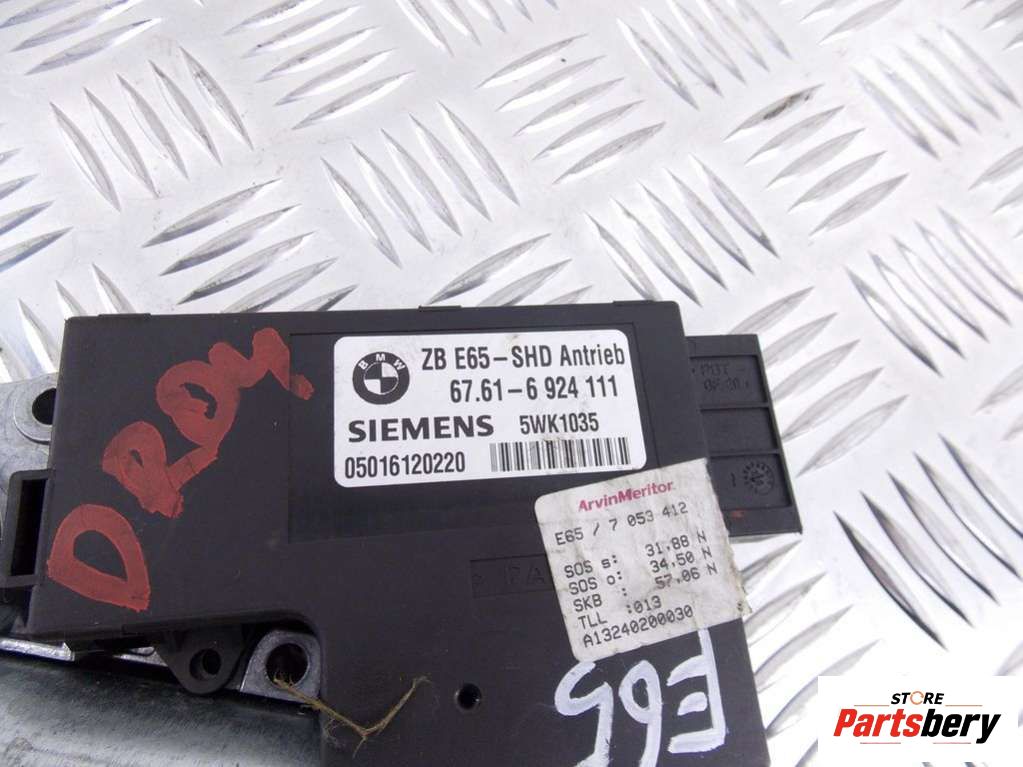 BMW
ZB E65-SHD Antrieb
67.61-6 924 111
SIEMENS 5WK1035
05016120220
ArvinMeritor
E65 / 7 053 412
SOS s: 31,88 N
SOS o: 34,50 N
SKB : 57,06 N
TLL :013
A13240200030
E65
STORE
Partsbery